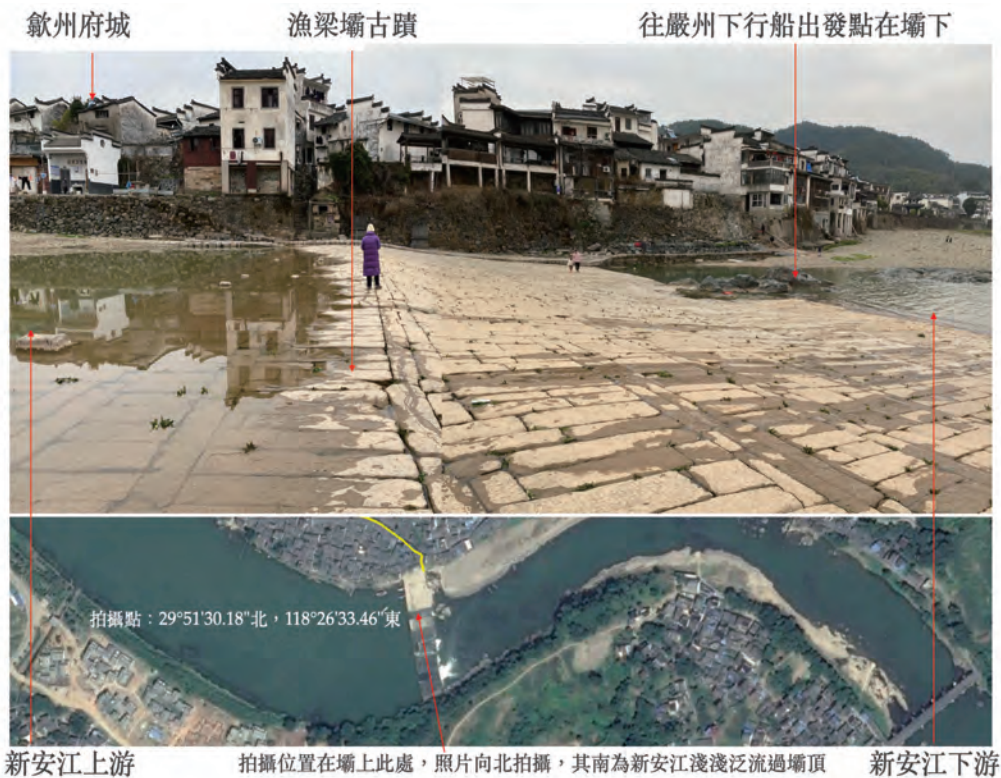 歙州府城
漁梁壩古蹟
往嚴州下行船出發點在壩下
拍攝點：29°51'30.18"北，118°26'33.46"東
新安江上游
拍攝位置在壩上此處，照片向北拍攝，其南為新安江淺淺泛流過壩頂
新安江下游